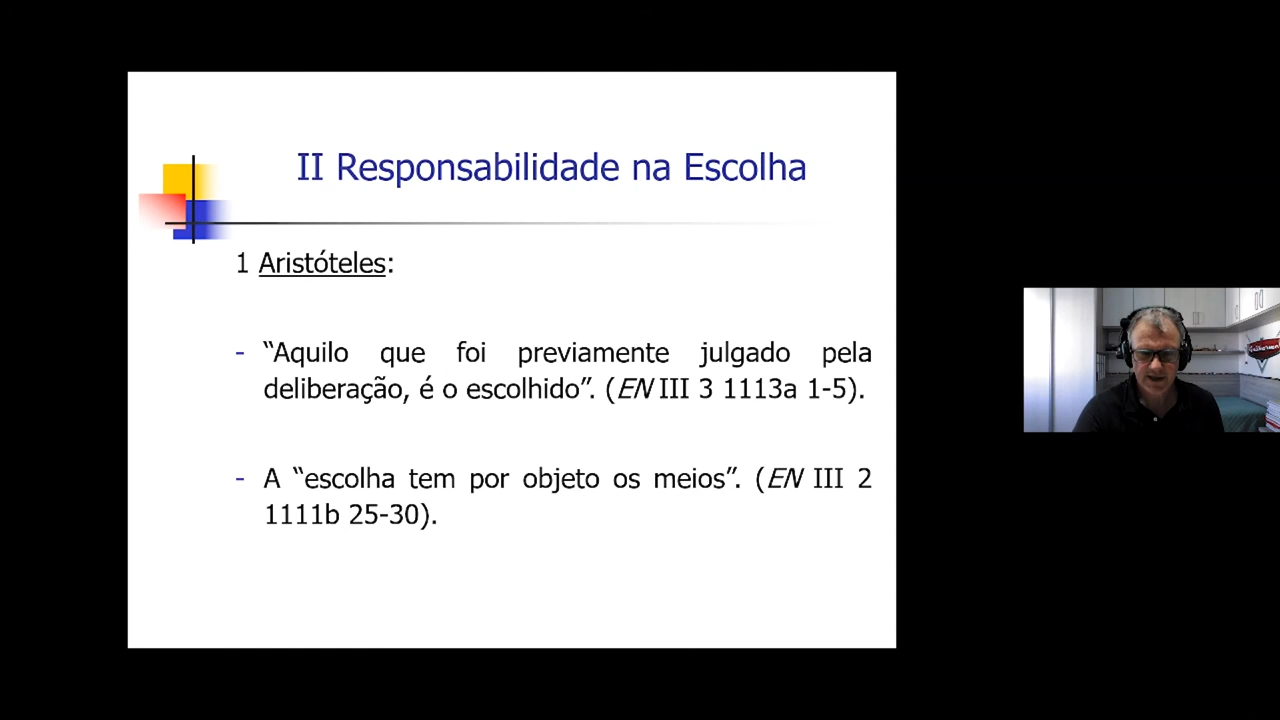 II Responsabilidade na Escolha
1 Aristóteles:
- “Aquilo que foi previamente julgado pela
deliberação, é o escolhido”. (EN III 3 1113a 1-5).
- A “escolha tem por objeto os meios”. (EN III 2
1111b 25-30).